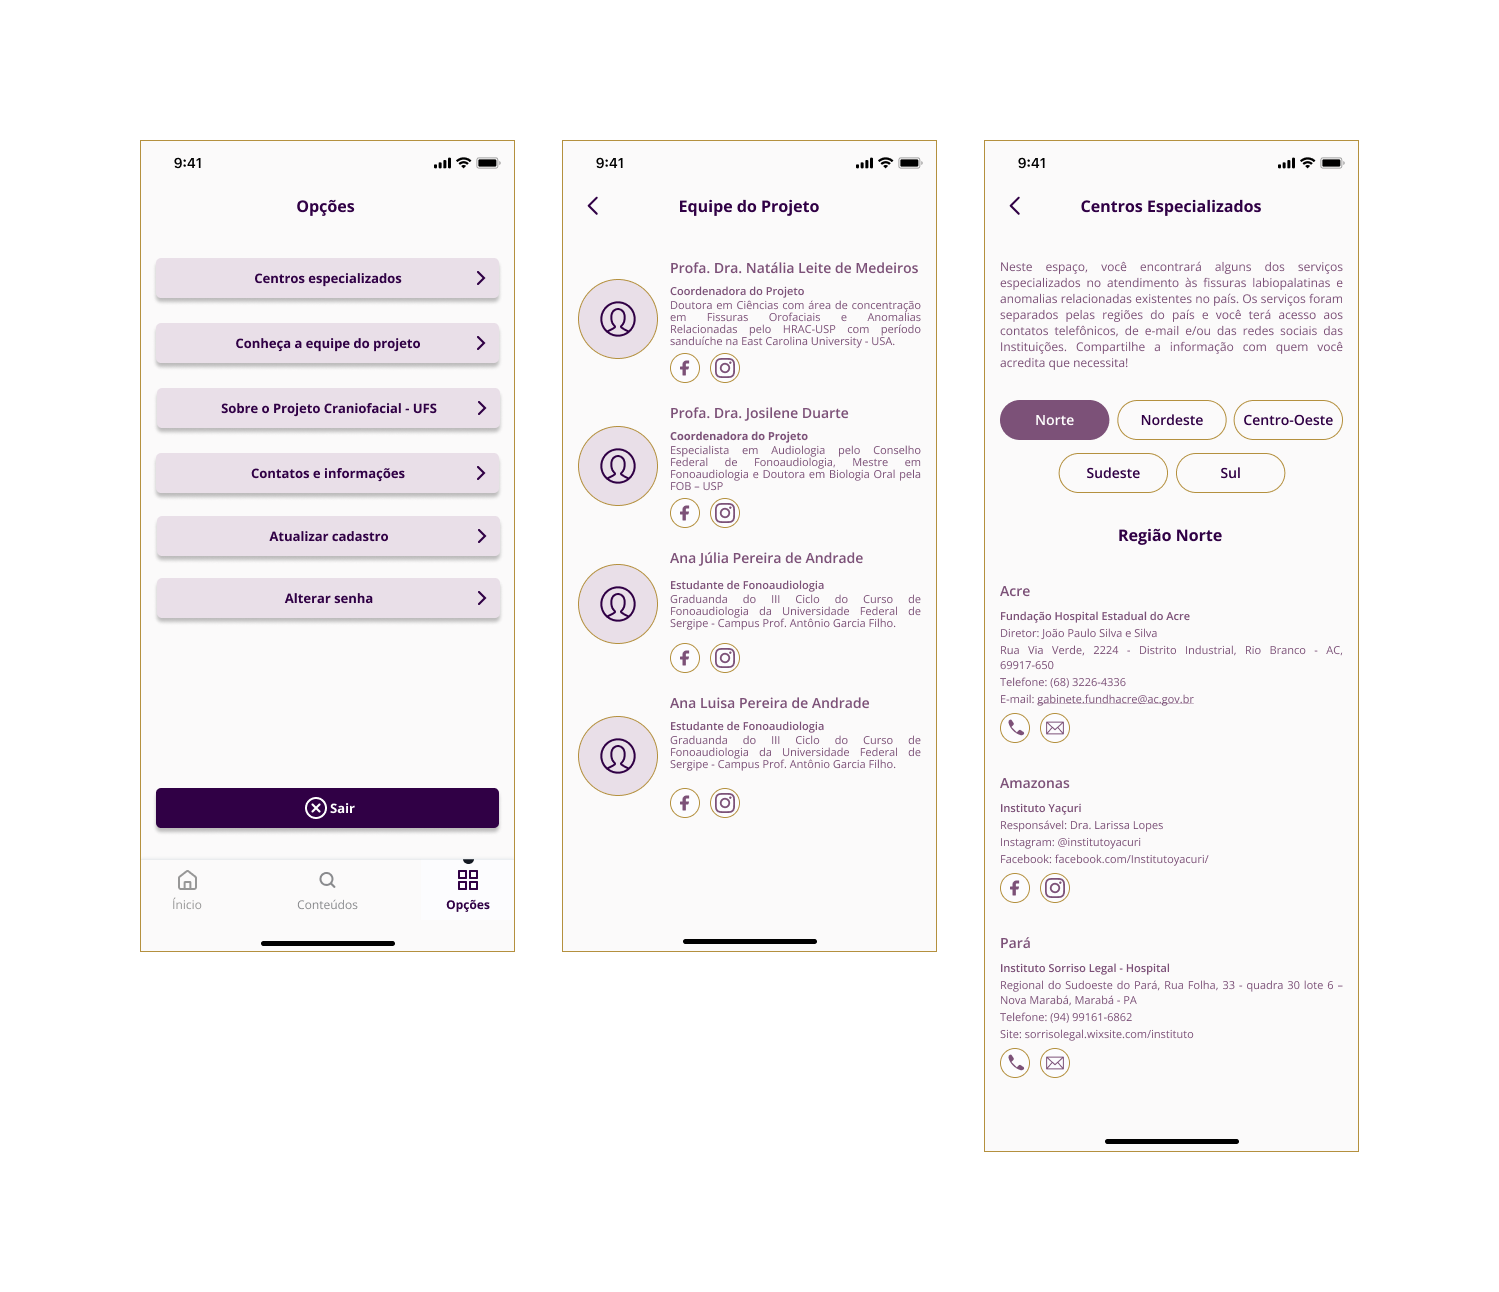 9:41
Opções
Centros especializados
Conheça a equipe do projeto
Sobre o Projeto Craniofacial - UFS
Contatos e informações
Atualizar cadastro
Alterar senha
Sair
Ínicio
Conteúdos
Opções
9:41
Equipe do Projeto
Profa. Dra. Natália Leite de Medeiros
Coordenadora do Projeto
Doutora em Ciências com área de concentração
em Fissuras Orofaciais e Anomalias
Relacionadas pelo HRAC-USP com período
sanduíche na East Carolina University - USA.
Profa. Dra. Josilene Duarte
Coordenadora do Projeto
Especialista em Audiologia pelo Conselho
Federal de Fonoaudiologia, Mestre em
Fonoaudiologia e Doutora em Biologia Oral pela
FOB – USP
Ana Júlia Pereira de Andrade
Estudante de Fonoaudiologia
Graduanda do III Ciclo do Curso de
Fonoaudiologia da Universidade Federal de
Sergipe - Campus Prof. Antônio Garcia Filho.
Ana Luisa Pereira de Andrade
Estudante de Fonoaudiologia
Graduanda do III Ciclo do Curso de
Fonoaudiologia da Universidade Federal de
Sergipe - Campus Prof. Antônio Garcia Filho.
9:41
Centros Especializados
Neste espaço, você encontrará alguns dos serviços
especializados no atendimento às fissuras labiopalatinas e
anomalias relacionadas existentes no país. Os serviços foram
separados pelas regiões do país e você terá acesso aos
contatos telefônicos, de e-mail e/ou das redes sociais das
Instituições. Compartilhe a informação com quem você
acredita que necessita!
Norte
Nordeste
Centro-Oeste
Sudeste
Sul
Região Norte
Acre
Fundação Hospital Estadual do Acre
Diretor: João Paulo Silva e Silva
Rua Via Verde, 2224 - Distrito Industrial, Rio Branco - AC,
69917-650
Telefone: (68) 3226-4336
E-mail: gabinete.fundhacre@ac.gov.br
Amazonas
Instituto Yaçuri
Responsável: Dra. Larissa Lopes
Instagram: @institutoyacuri
Facebook: facebook.com/Institutoyacuri/
Pará
Instituto Sorriso Legal - Hospital
Regional do Sudoeste do Pará, Rua Folha, 33 - quadra 30 lote 6 –
Nova Marabá, Marabá - PA
Telefone: (94) 99161-6862
Site: sorrisolegal.wixsite.com/instituto